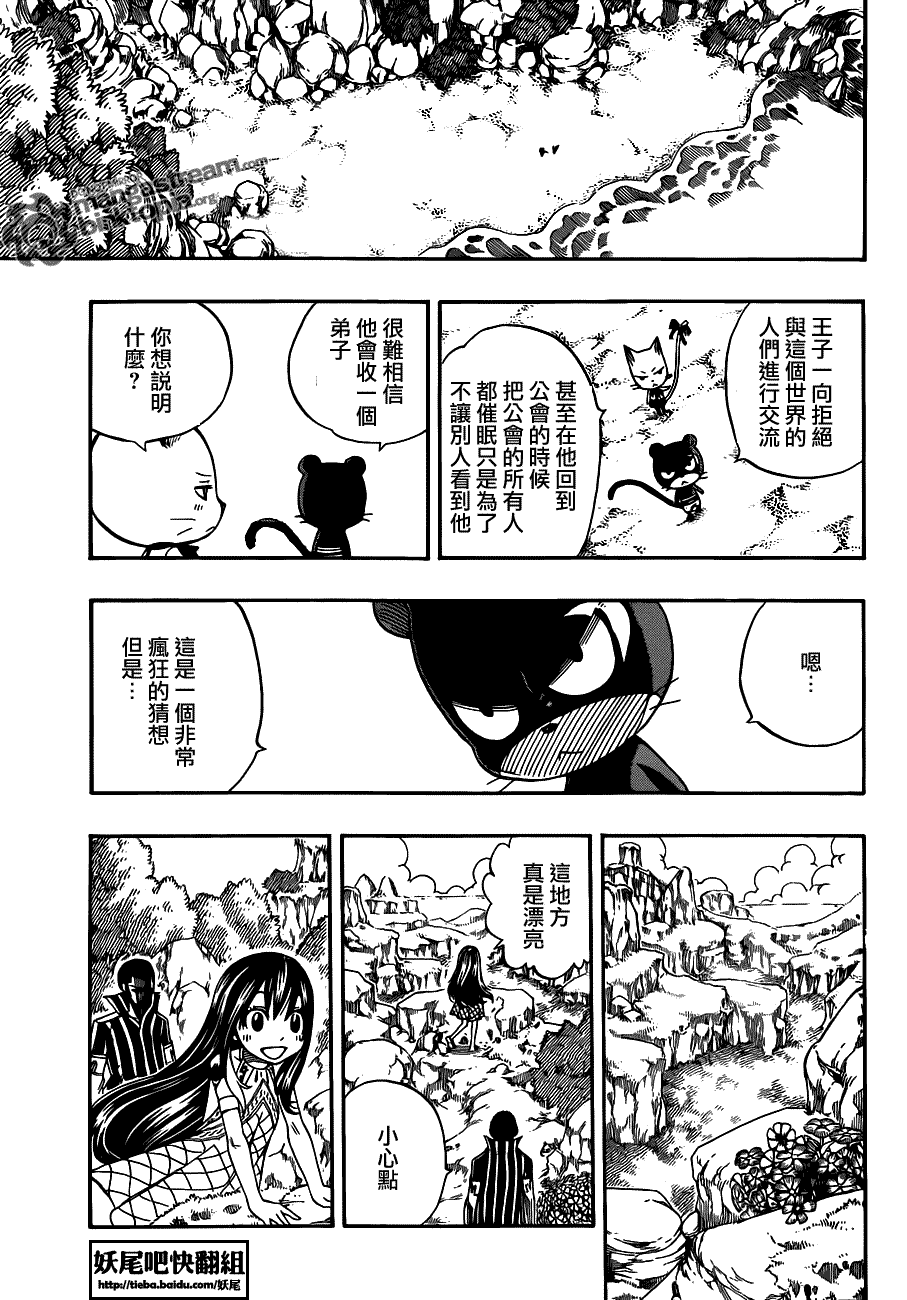 mangastream.com
王子一向拒絕
與這個世界的
人們進行交流
甚至在他回到
公會的時候
把公會的所有人
都催眠只是為了
不讓別人看到他
很難相信
他會收一個
弟子
你想説明
什麼?
嗯…
這是一個非常
瘋狂的猜想
但是…
這地方
真是漂亮
小心點
妖尾吧快翻組
http://tieba.baidu.com/妖尾